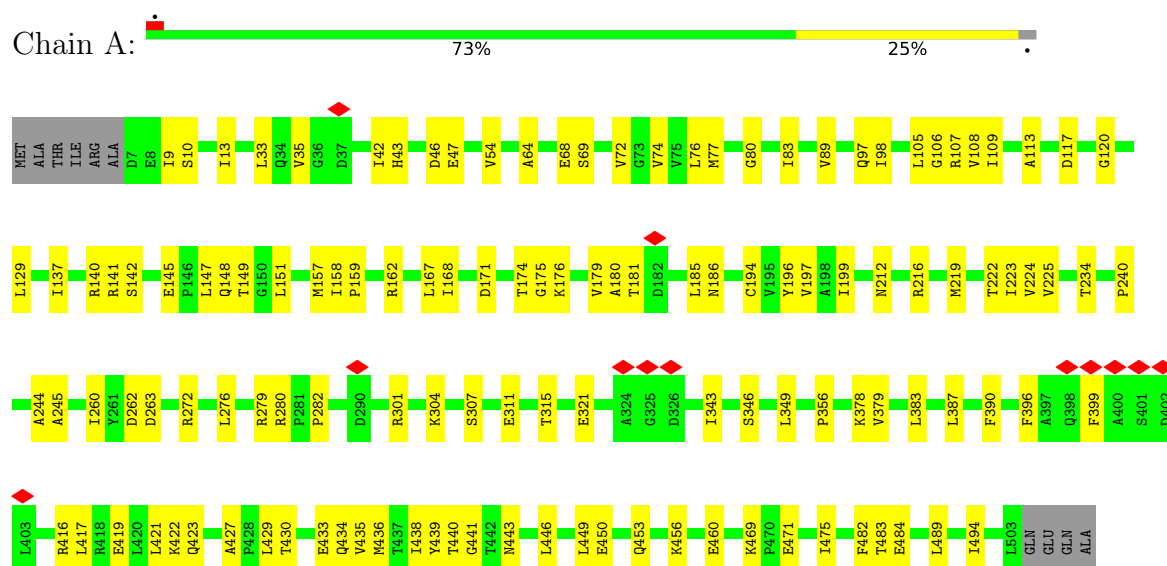 Chain A:
73% 25%
MET ALA THR ILE ARG ALA D7 E8 I9 S10 I13 L33 Q34 V35 G36 D37 I42 H43 D46 E47 V54 A64 E68 S69 V72 G73 V74 V75 L76 M77 G80 I83 V89 Q97 I98 L105 G106 R107 V108 I109 A113 D117 G120
L129 I137 R140 R141 S142 E145 P146 L147 Q148 T149 G150 L151 M157 I158 P159 R162 L167 I168 D171 T174 G175 K176 V179 A180 T181 D182 L185 N186 C194 V195 Y196 V197 A198 I199 N212 R216 M219 T222 I223 V224 V225 T234 P240
A244 A245 I260 Y261 D262 D263 R272 L276 R279 R280 P281 P282 D290 R301 K304 S307 E311 T315 E321 A324 G325 D326 I343 S346 L349 P356 K378 V379 L383 L387 F390 F396 A397 Q398 F399 A400 S401 D402
L403 R416 L417 R418 E419 L420 L421 K422 Q423 A427 P428 L429 T430 E433 Q434 V435 M436 T437 I438 Y439 T440 G441 T442 N443 L446 L449 E450 Q453 K456 E460 K469 P470 E471 I475 F482 T483 E484 L489 I494 L503 GLN GLU GLN ALA